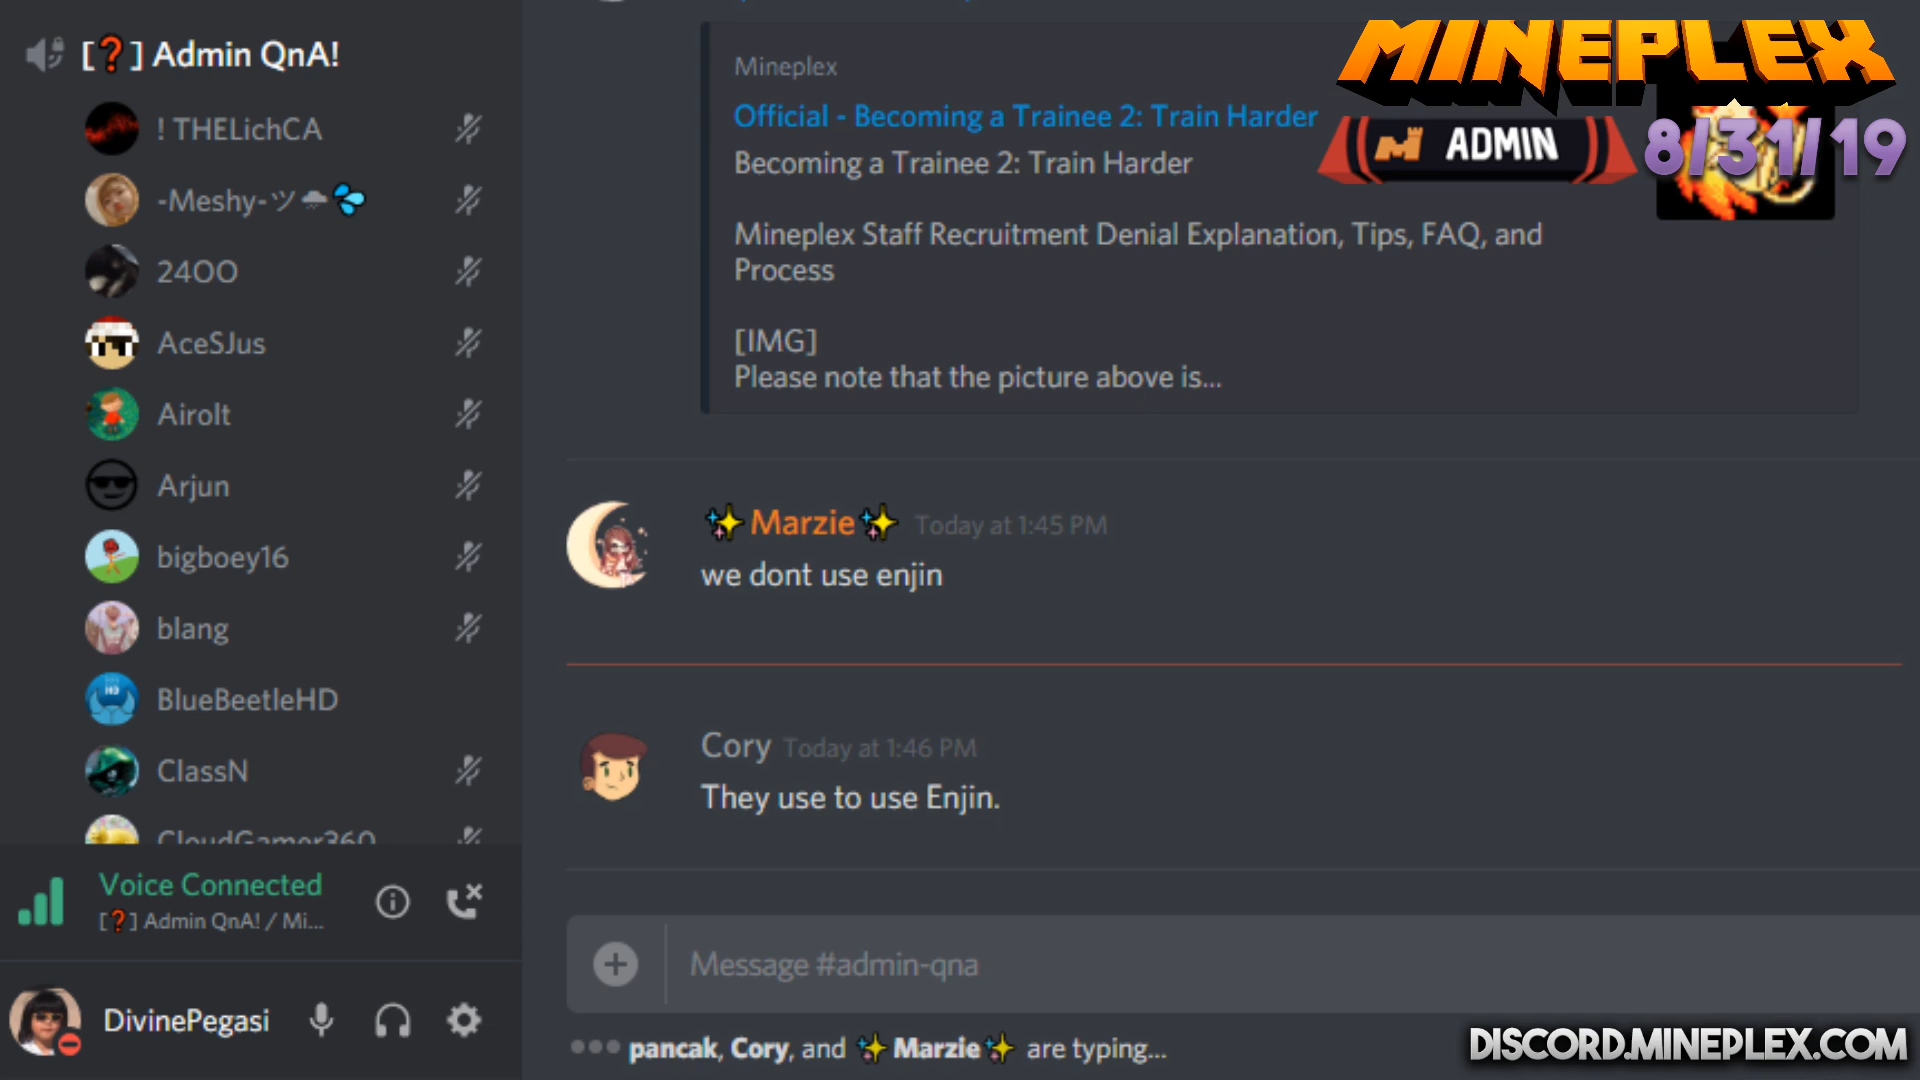 [❓] Admin QnA!
! THELichCA
-Meshy-ツ🌧💦
24OO
AceSJus
Airolt
Arjun
bigboey16
blang
BlueBeetleHD
ClassN
CloudGamer360
Voice Connected
[❓] Admin QnA! / Mi...
DivinePegasi
Mineplex
Official - Becoming a Trainee 2: Train Harder
Becoming a Trainee 2: Train Harder
Mineplex Staff Recruitment Denial Explanation, Tips, FAQ, and
Process
[IMG]
Please note that the picture above is...
✨Marzie✨ Today at 1:45 PM
we dont use enjin
Cory Today at 1:46 PM
They use to use Enjin.
Message #admin-qna
pancak, Cory, and ✨Marzie✨ are typing...
MINEPLEX
ADMIN
8/31/19
DISCORD.MINEPLEX.COM